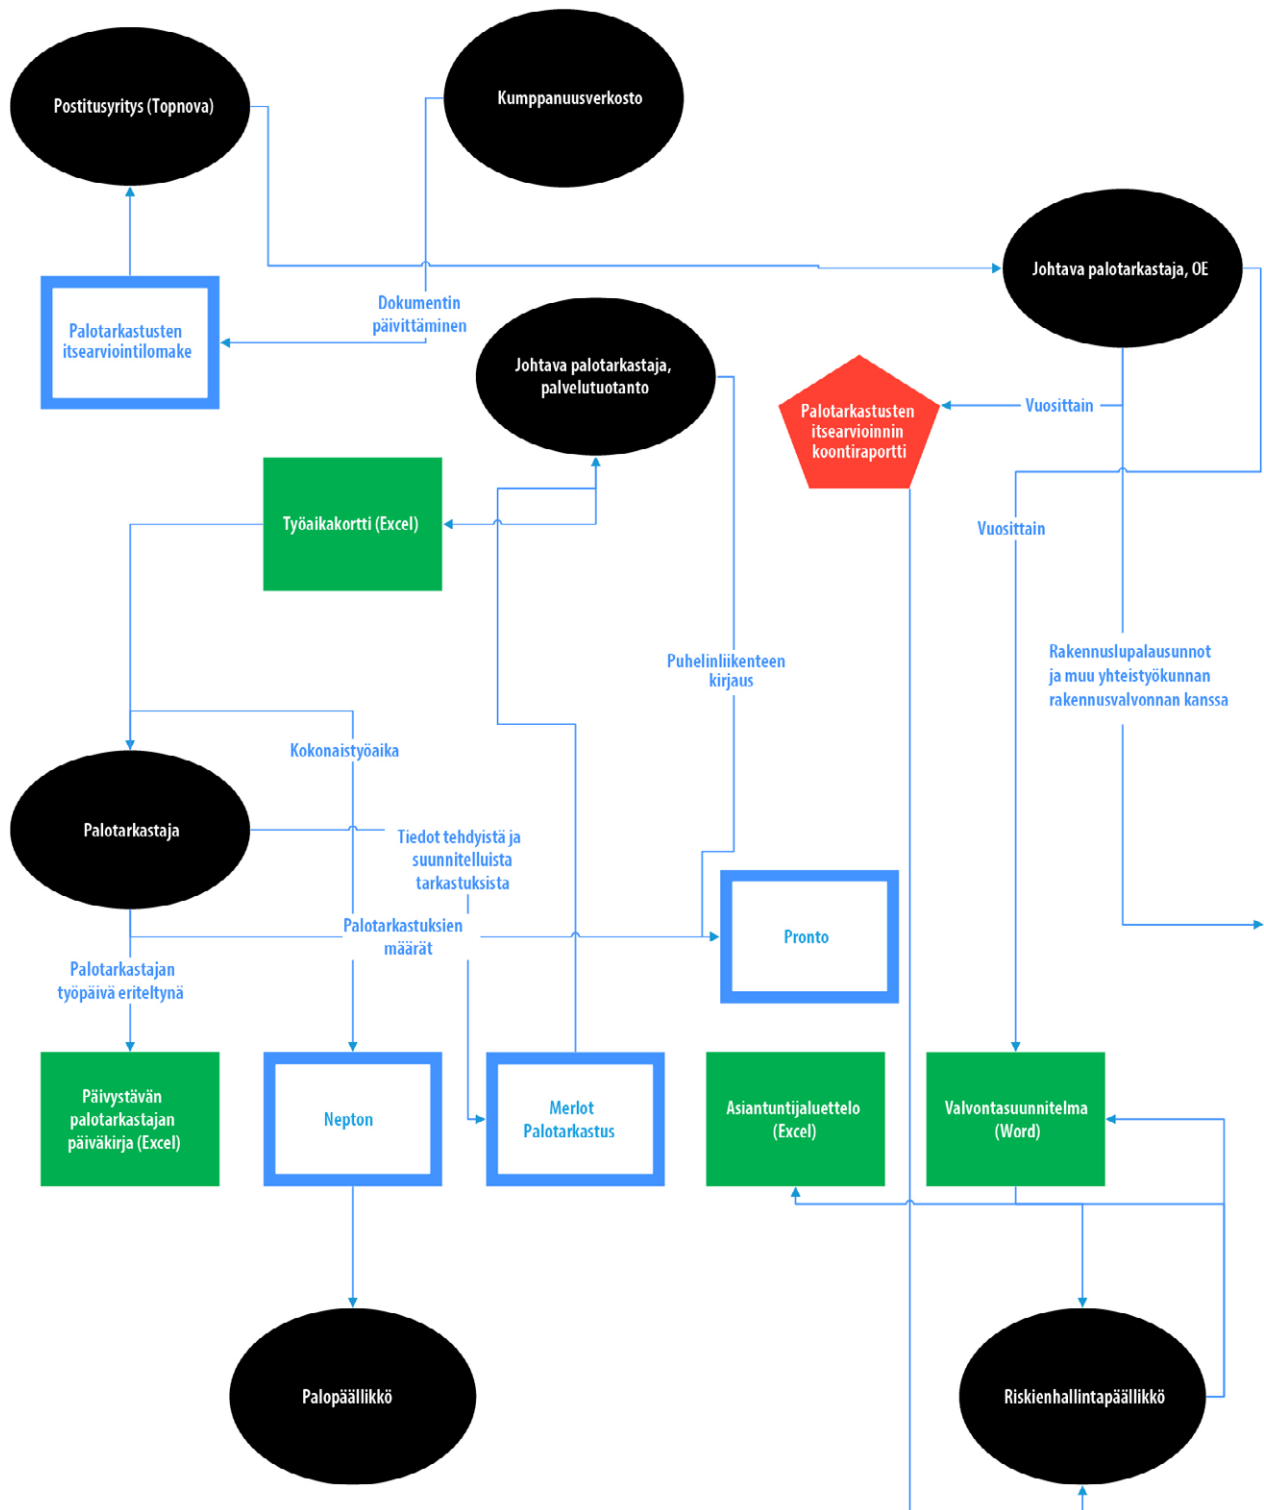 Postitusyritys (Topnova)
Kumppanuusverkosto
Johtava palotarkastaja, OE
Dokumentin
päivittäminen
Palotarkastusten
itsearviointilomake
Johtava palotarkastaja,
palvelutuotanto
Palotarkastusten
itsearvioinnin
koontiraportti
Vuosittain
Työaikakortti (Excel)
Vuosittain
Puhelinliikenteen
kirjaus
Rakennuslupalausunnot
ja muu yhteistyökunnan
rakennusvalvonnan kanssa
Kokonaistyöaika
Palotarkastaja
Tiedot tehdyistä ja
suunnitelluista
tarkastuksista
Palotarkastuksien
määrät
Pronto
Palotarkastajan
työpäivä eriteltynä
Päivystävän
palotarkastajan
päiväkirja (Excel)
Nepton
Merlot
Palotarkastus
Asiantuntijaluettelo
(Excel)
Valvontasuunnitelma
(Word)
Palopäällikkö
Riskienhallintapäällikkö